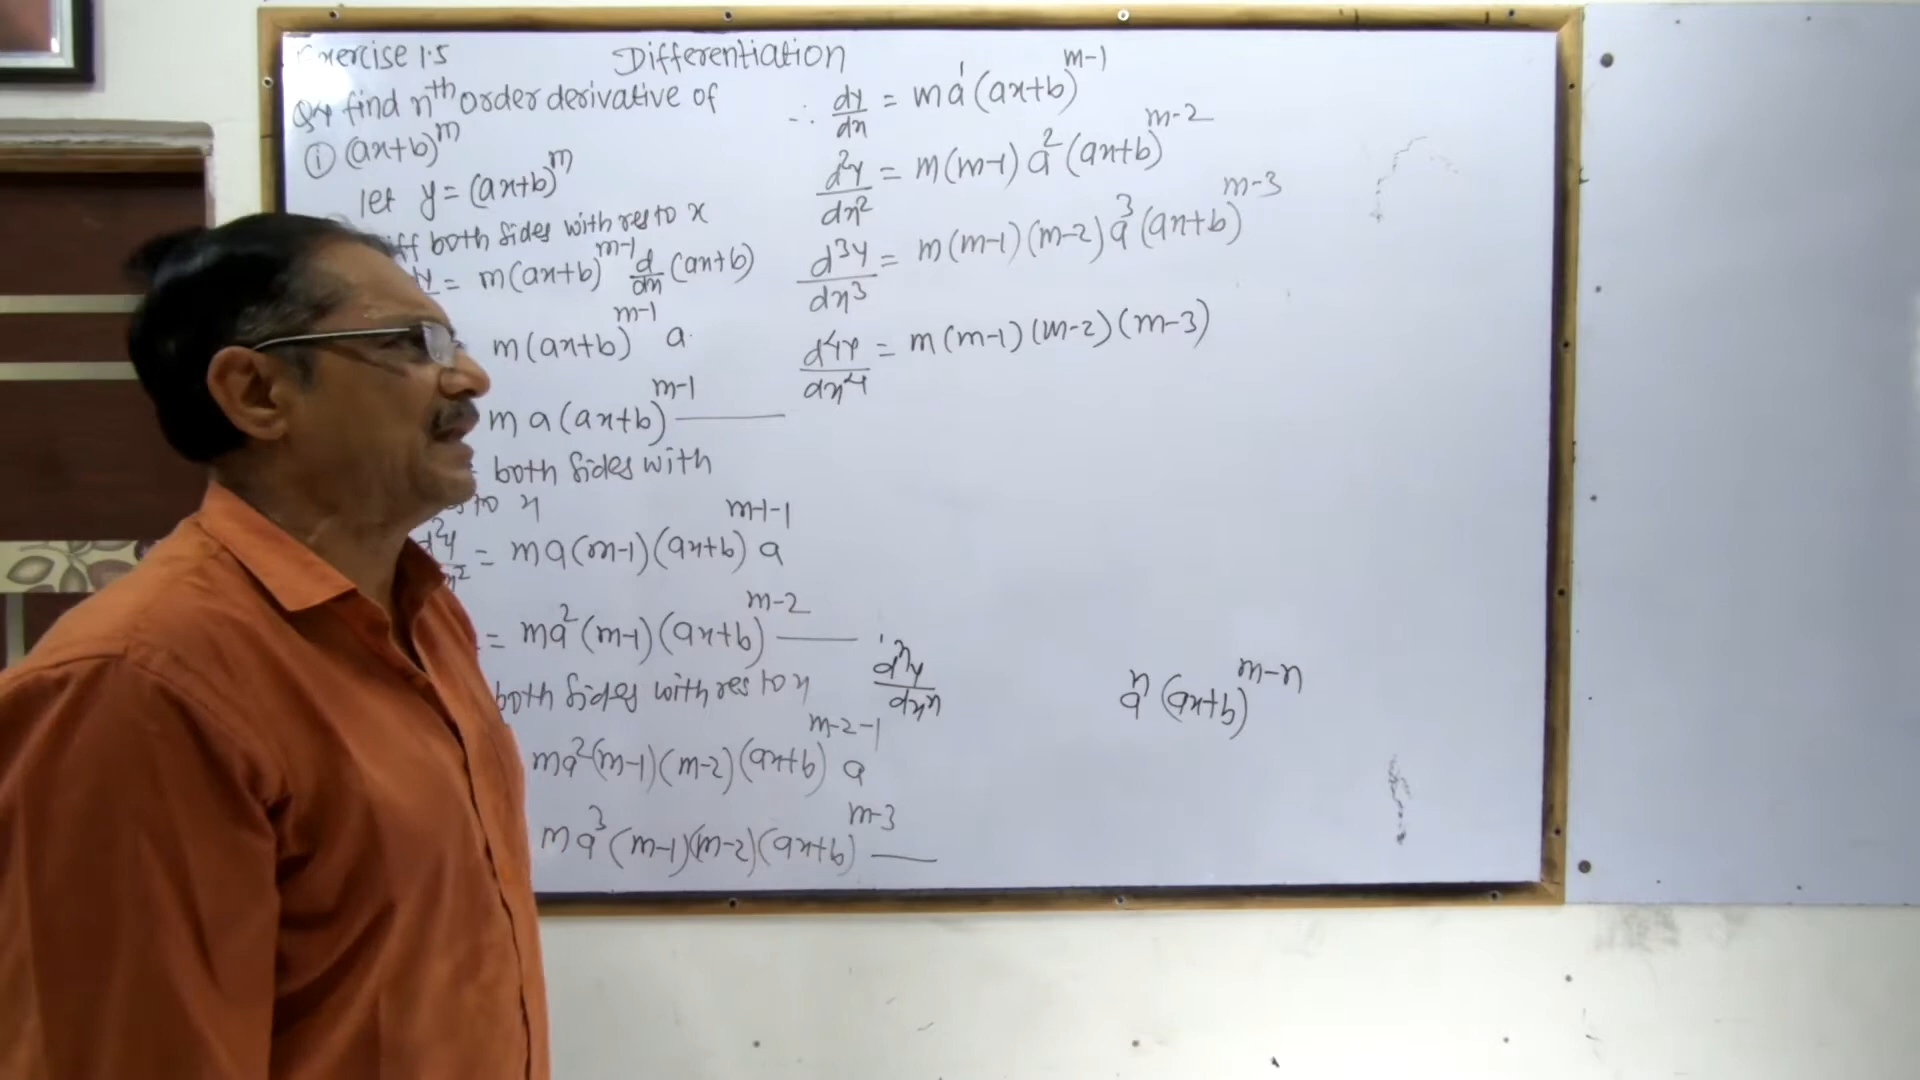 Exercise 1.5
Differentiation
Q4 find nth order derivative of
① (ax+b)^m
let y = (ax+b)^m
diff both sides with res to x
= m(ax+b)^m-1 d/dx (ax+b)
m(ax+b)^m-1 a
m a (ax+b)^m-1 ———
both sides with
to x
d²y/dx² = ma(m-1)(ax+b)^m-1-1 a
= ma²(m-1)(ax+b)^m-2 ———
both sides with res to x
ma²(m-1)(m-2)(ax+b)^m-2-1 a
ma³(m-1)(m-2)(ax+b)^m-3 ———
∴ dy/dx = m a¹ (ax+b)^m-1
d²y/dx² = m(m-1) a² (ax+b)^m-2
d³y/dx³ = m(m-1)(m-2) a³ (ax+b)^m-3
d⁴y/dx⁴ = m(m-1)(m-2)(m-3)
dⁿy/dxⁿ aⁿ (ax+b)^m-n